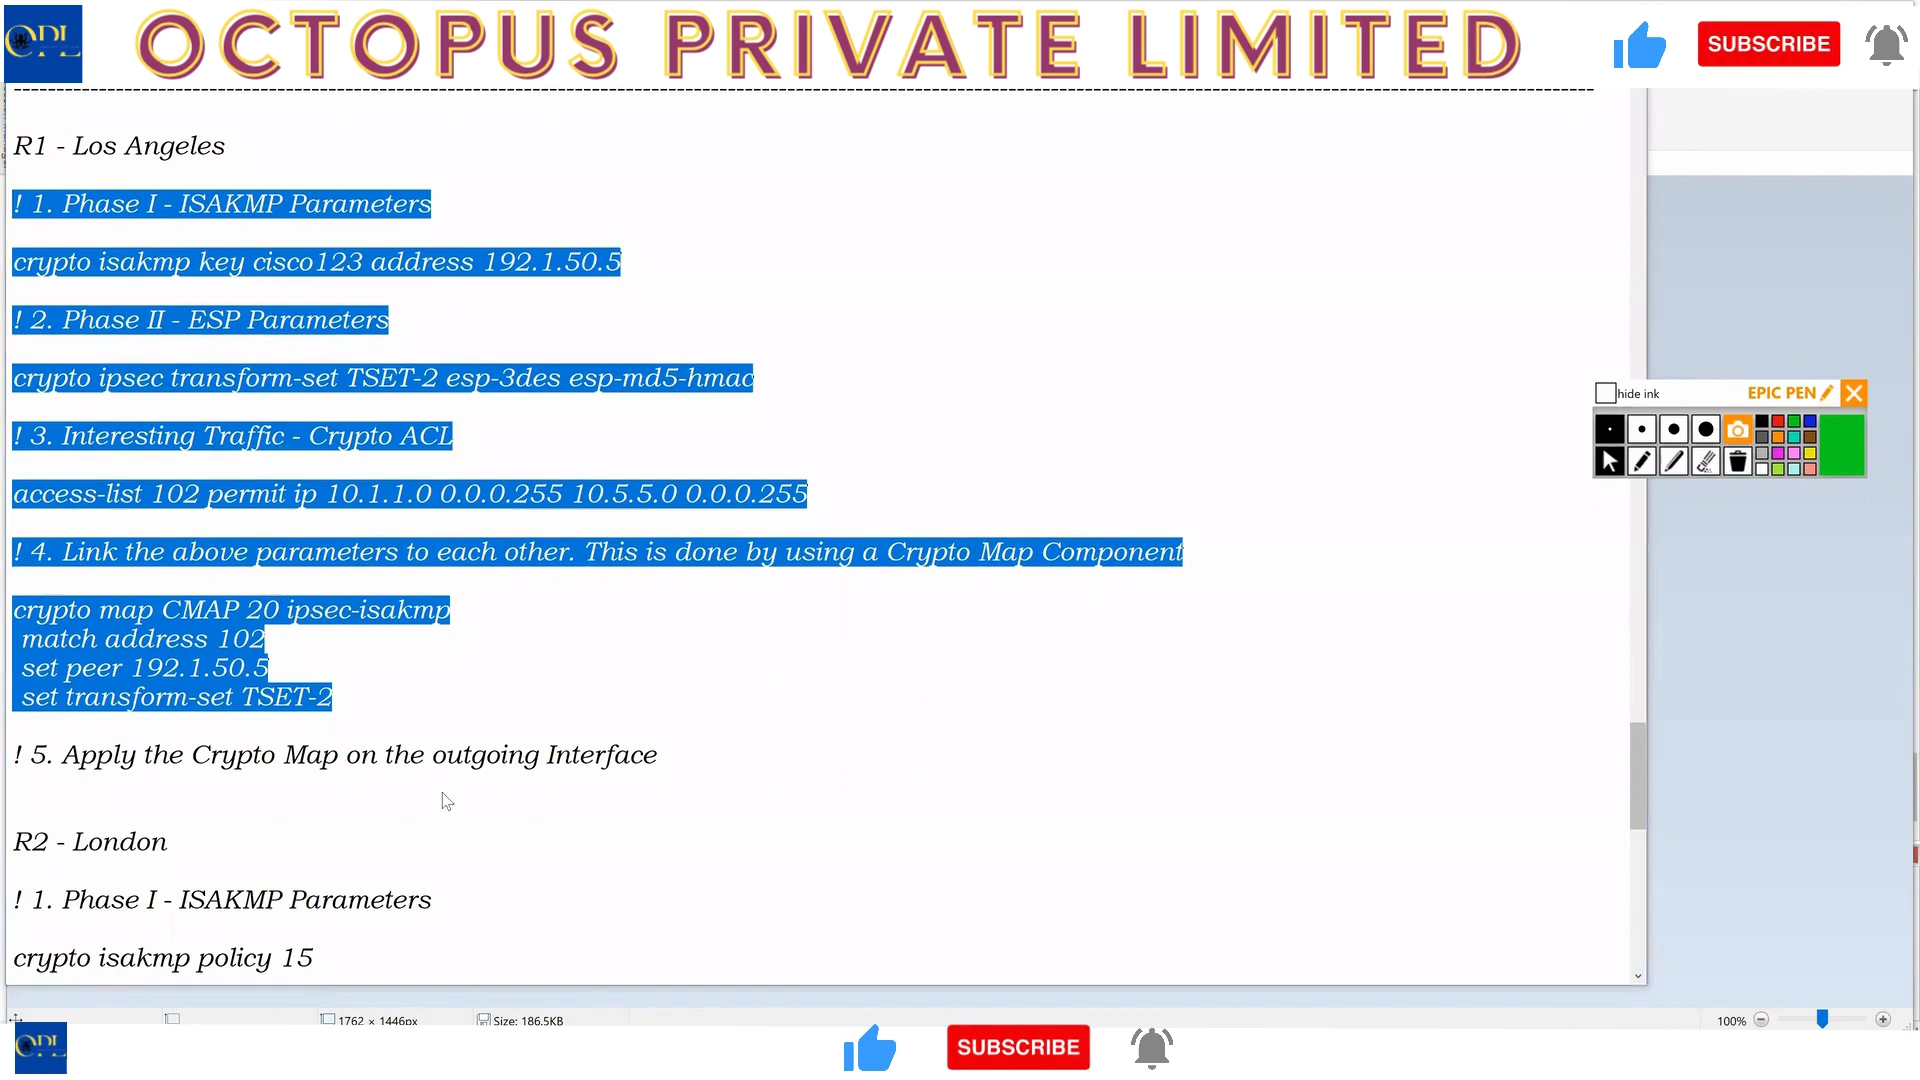 OPL OCTOPUS PRIVATE LIMITED SUBSCRIBE
R1 - Los Angeles
! 1. Phase I - ISAKMP Parameters
crypto isakmp key cisco123 address 192.1.50.5
! 2. Phase II - ESP Parameters
crypto ipsec transform-set TSET-2 esp-3des esp-md5-hmac
hide ink EPIC PEN
! 3. Interesting Traffic - Crypto ACL
access-list 102 permit ip 10.1.1.0 0.0.0.255 10.5.5.0 0.0.0.255
! 4. Link the above parameters to each other. This is done by using a Crypto Map Component
crypto map CMAP 20 ipsec-isakmp
match address 102
set peer 192.1.50.5
set transform-set TSET-2
! 5. Apply the Crypto Map on the outgoing Interface
R2 - London
! 1. Phase I - ISAKMP Parameters
crypto isakmp policy 15
1762 × 1446px Size: 186.5KB 100%
OPL SUBSCRIBE